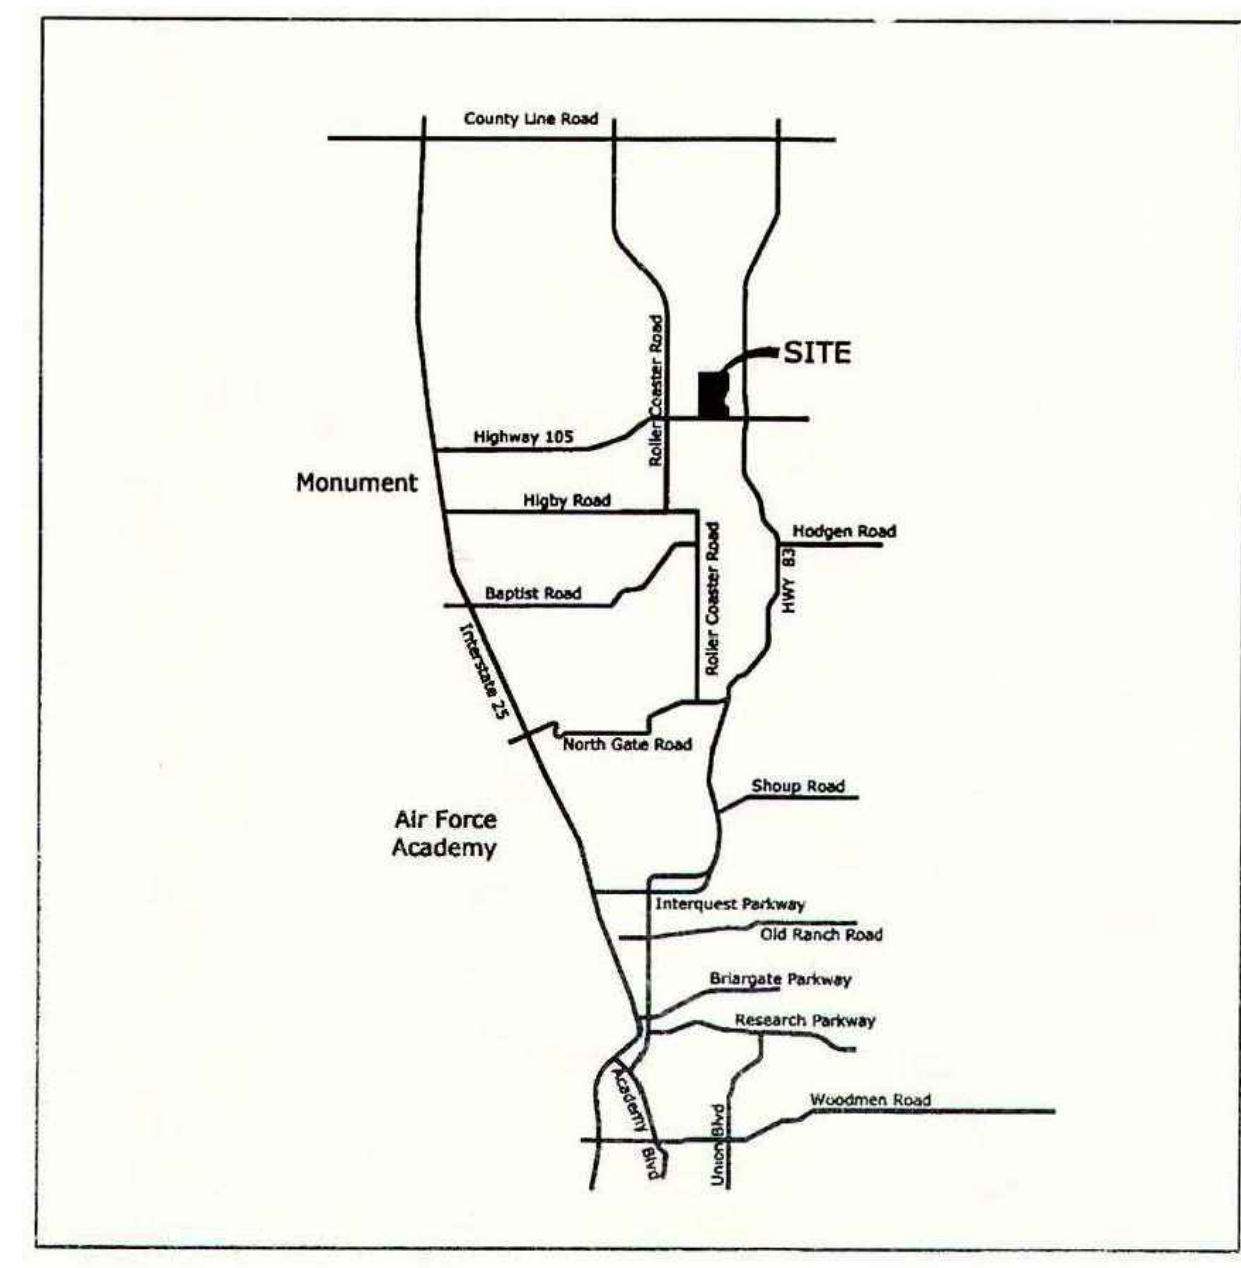 County Line Road
SITE
Roller Coaster Road
Highway 105
Monument
Higby Road
Hodgen Road
HWY 83
Roller Coaster Road
Baptist Road
Interstate 25
North Gate Road
Shoup Road
Air Force
Academy
Interquest Parkway
Old Ranch Road
Briargate Parkway
Research Parkway
Academy Blvd
Woodmen Road
Union Blvd